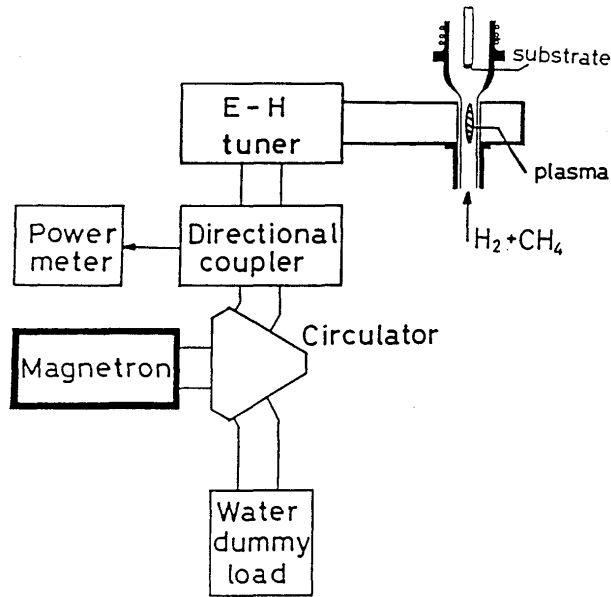 substrate
E-H
tuner
plasma
Power
meter
Directional
coupler
H₂+CH₄
Circulator
Magnetron
Water
dummy
load